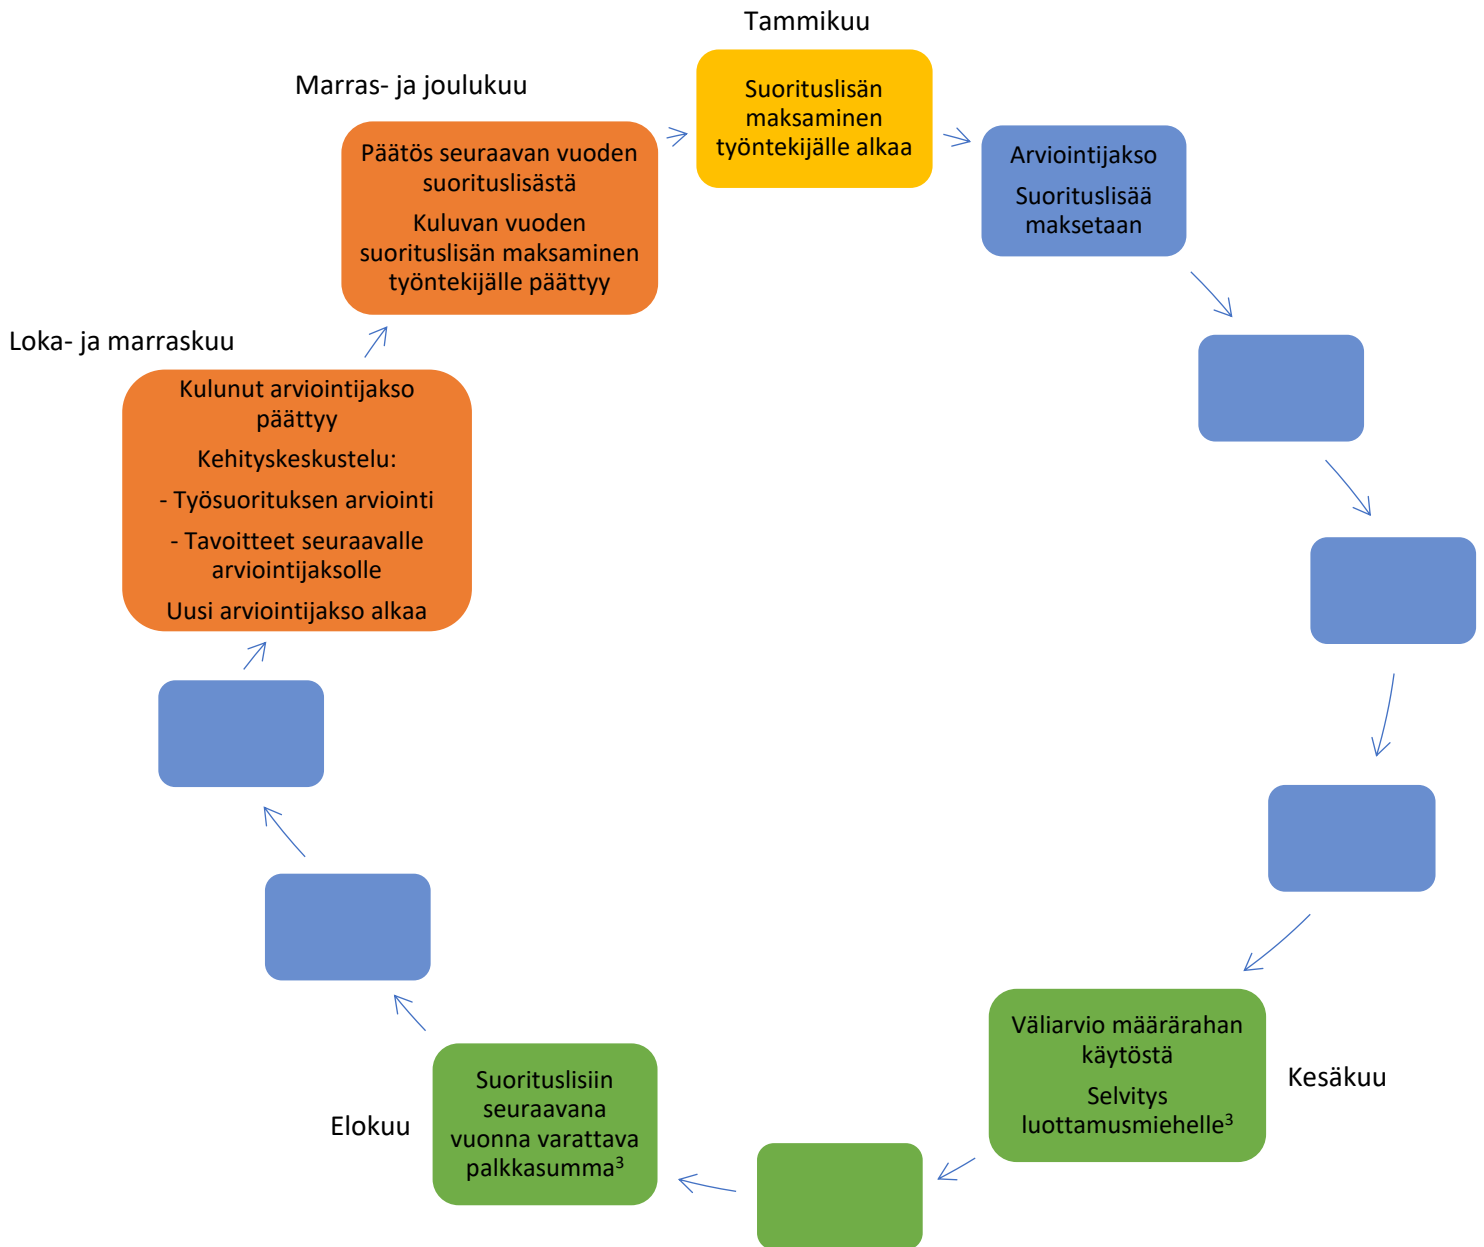 Tammikuu
Suorituslisän
maksaminen
työntekijälle alkaa
Arviointijakso
Suorituslisää
maksetaan
Väliarvio määrärahan
käytöstä
Selvitys
luottamusmiehelle³
Kesäkuu
Elokuu
Suorituslisiin
seuraavana
vuonna varattava
palkkasumma³
Loka- ja marraskuu
Kulunut arviointijakso
päättyy
Kehityskeskustelu:
- Työsuorituksen arviointi
- Tavoitteet seuraavalle
arviointijaksolle
Uusi arviointijakso alkaa
Marras- ja joulukuu
Päätös seuraavan vuoden
suorituslisästä
Kuluvan vuoden
suorituslisän maksaminen
työntekijälle päättyy